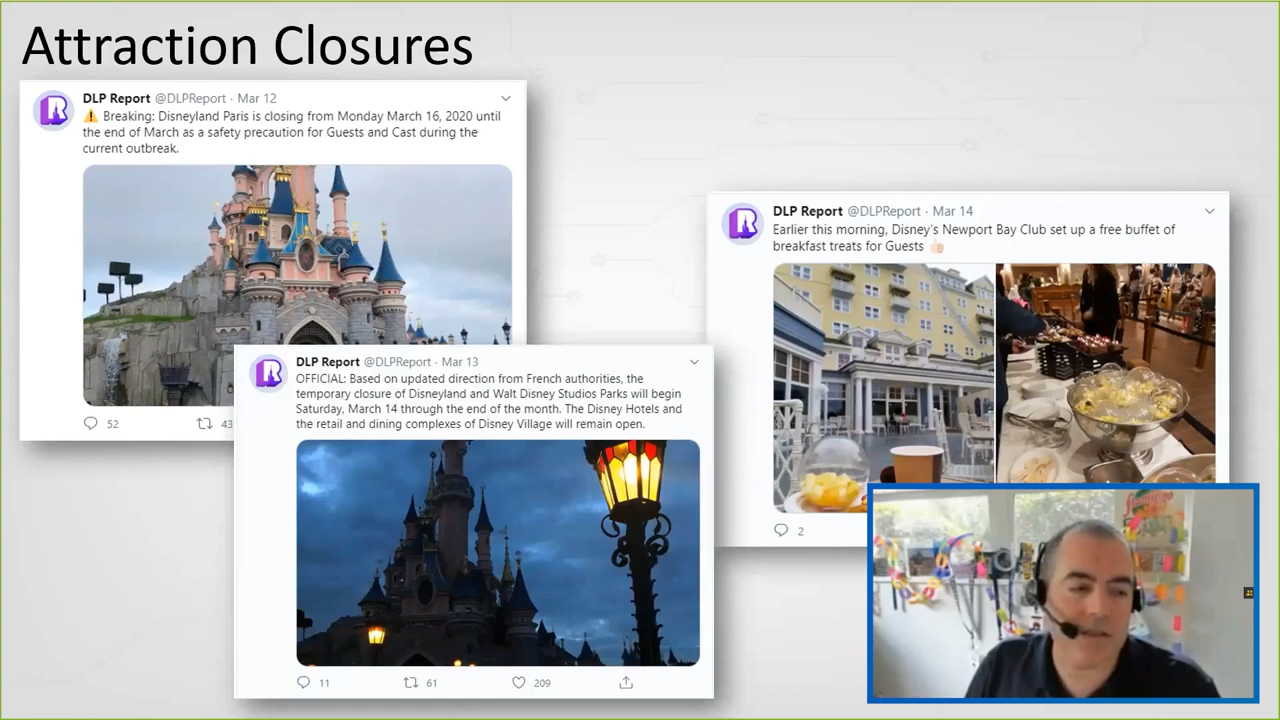 Attraction Closures
DLP Report @DLPReport · Mar 12
⚠ Breaking: Disneyland Paris is closing from Monday March 16, 2020 until
the end of March as a safety precaution for Guests and Cast during the
current outbreak.
52 43
DLP Report @DLPReport · Mar 13
OFFICIAL: Based on updated direction from French authorities, the
temporary closure of Disneyland and Walt Disney Studios Parks will begin
Saturday, March 14 through the end of the month. The Disney Hotels and
the retail and dining complexes of Disney Village will remain open.
11 61 209
DLP Report @DLPReport · Mar 14
Earlier this morning, Disney's Newport Bay Club set up a free buffet of
breakfast treats for Guests 👍
2
flamingo